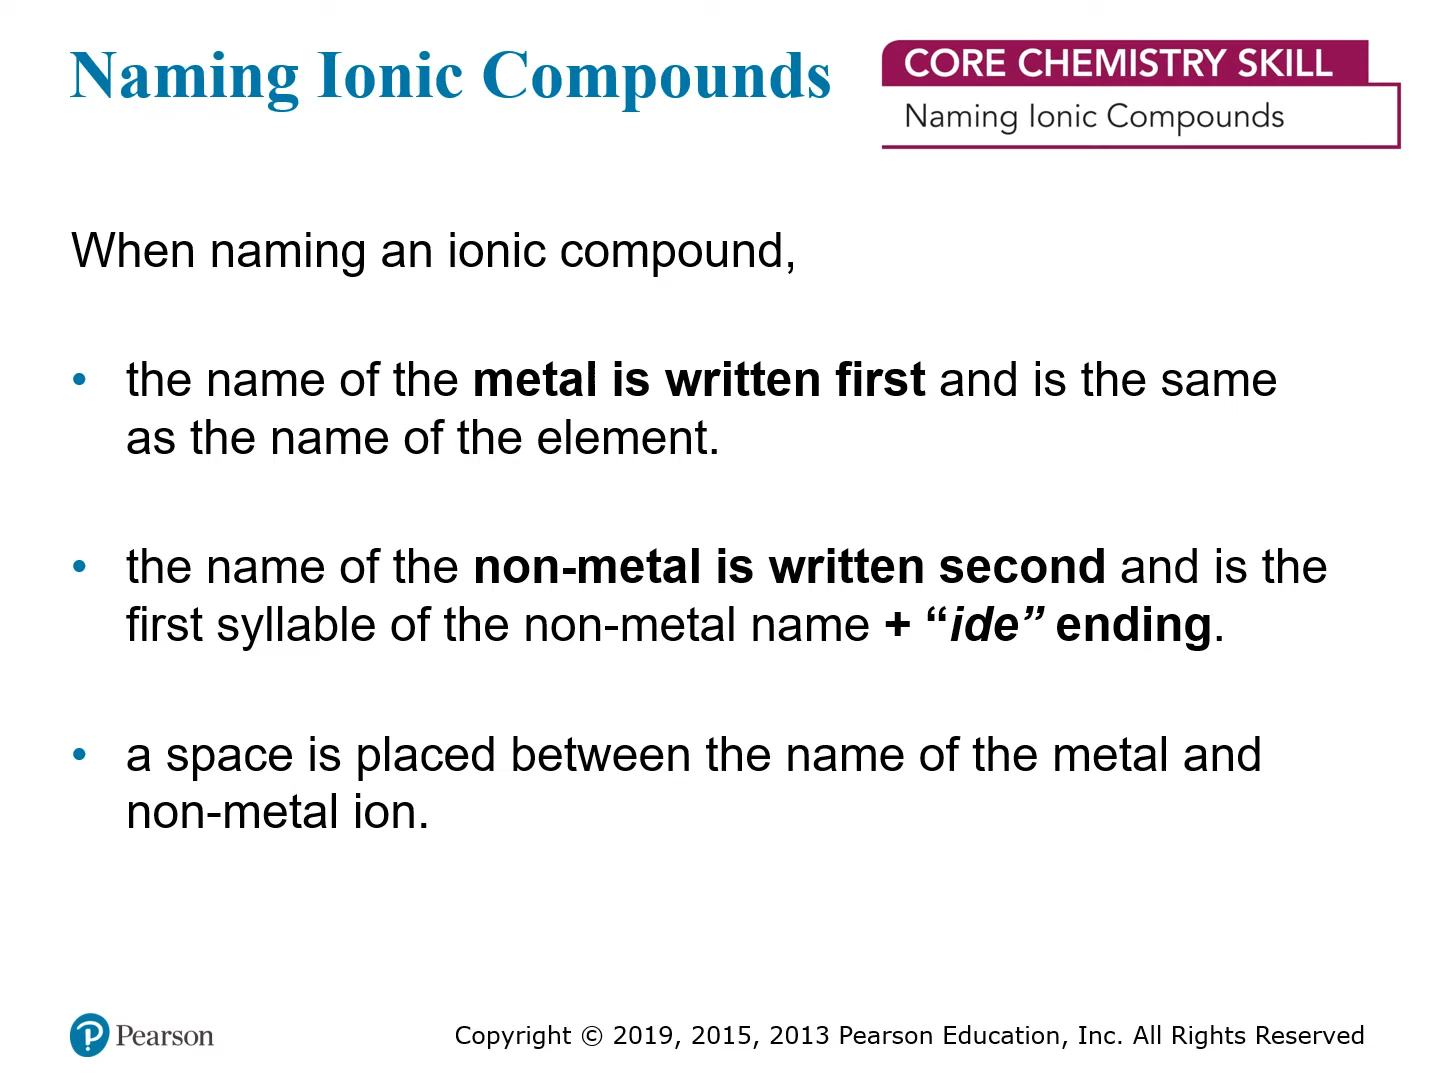 Naming Ionic Compounds
CORE CHEMISTRY SKILL
Naming Ionic Compounds
When naming an ionic compound,
• the name of the metal is written first and is the same
as the name of the element.
• the name of the non-metal is written second and is the
first syllable of the non-metal name + “ide” ending.
• a space is placed between the name of the metal and
non-metal ion.
Pearson
Copyright © 2019, 2015, 2013 Pearson Education, Inc. All Rights Reserved